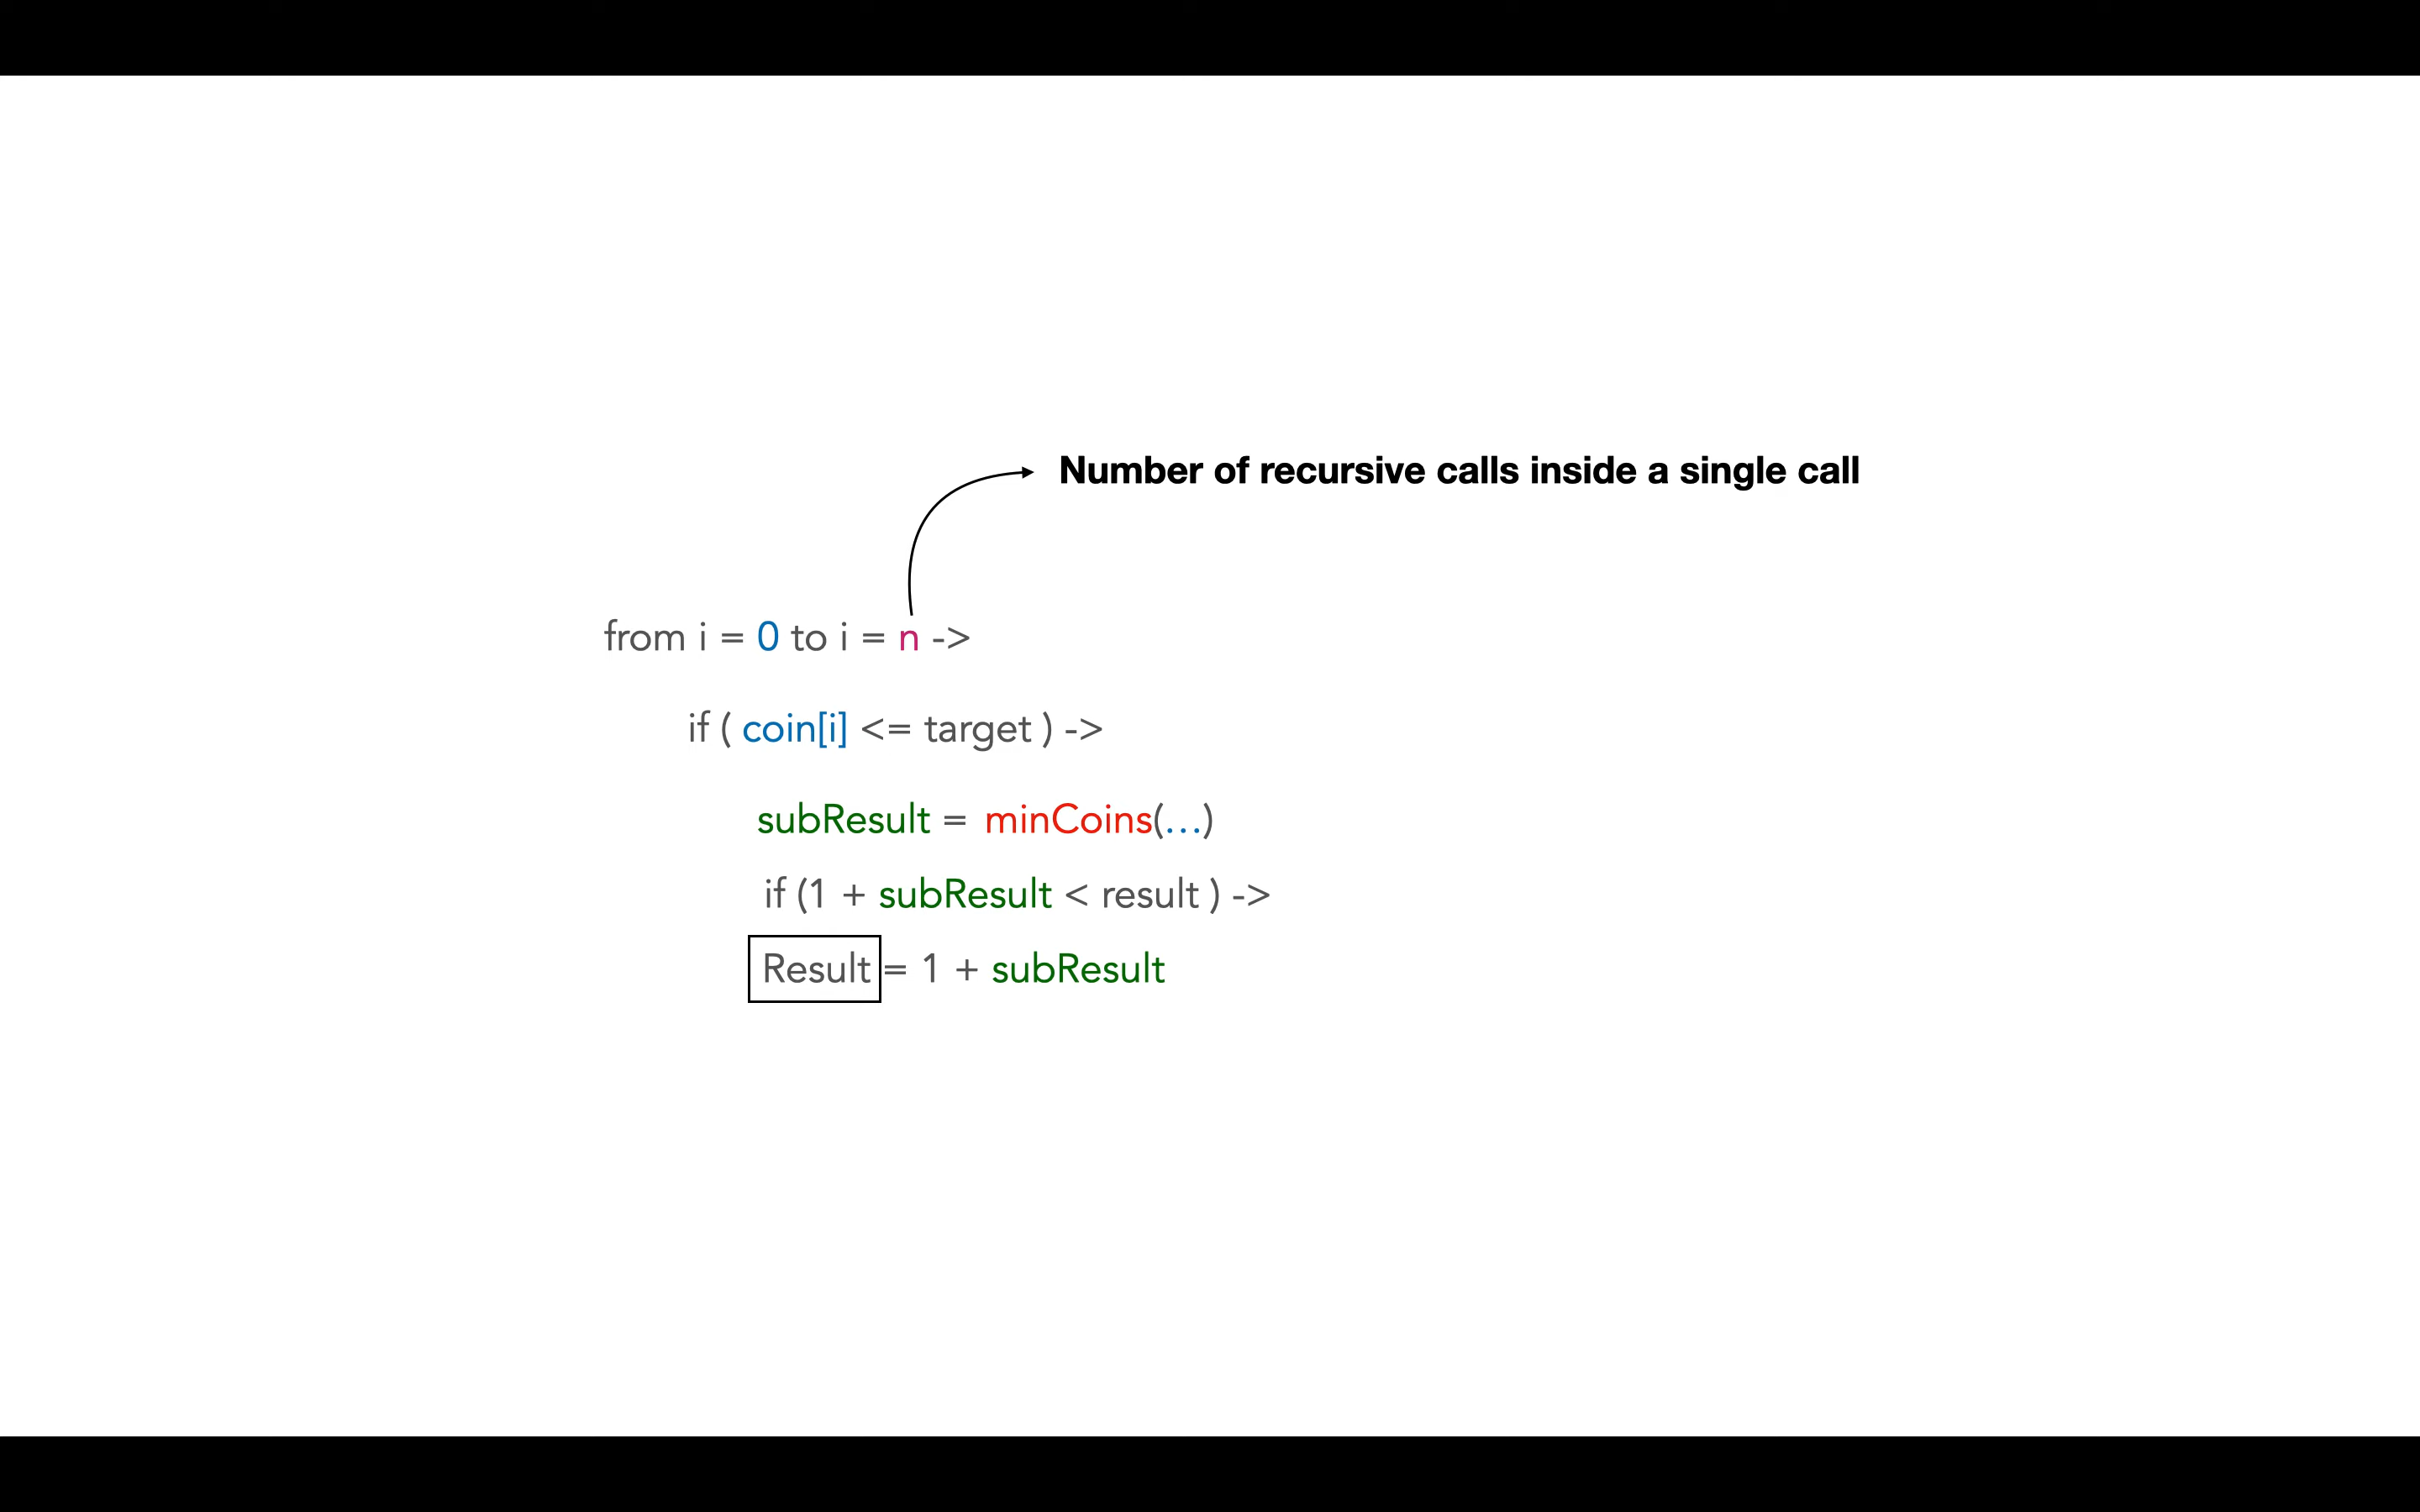 Number of recursive calls inside a single call
from i = 0 to i = n ->
if ( coin[i] <= target ) ->
subResult = minCoins(...)
if (1 + subResult < result ) ->
Result = 1 + subResult